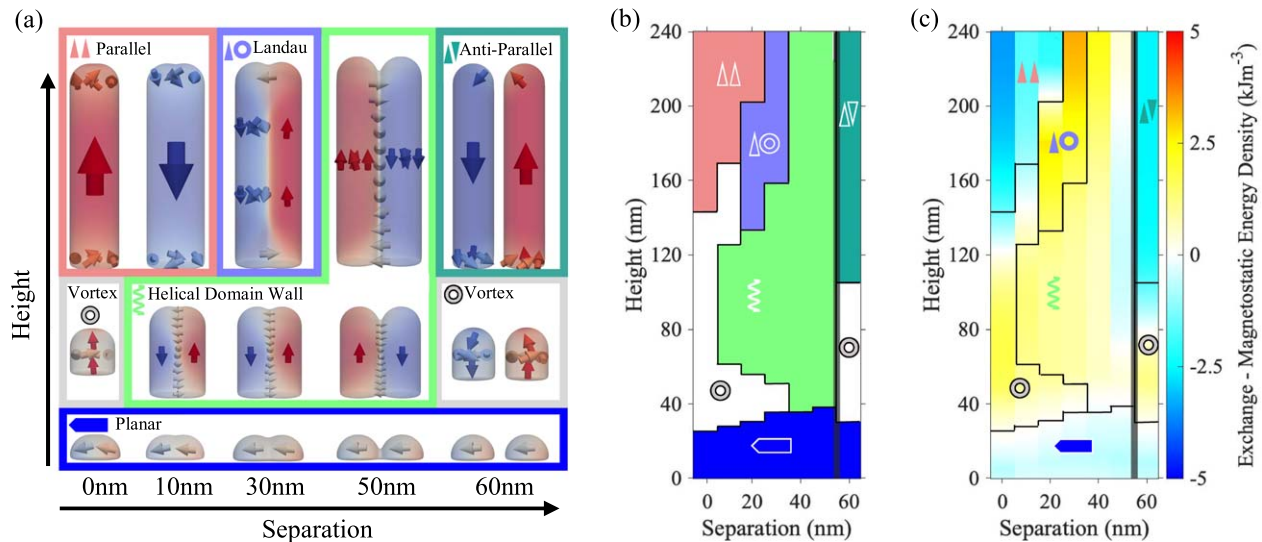 (a)
Parallel
Landau
Anti-Parallel
Vortex
Helical Domain Wall
Vortex
Planar
Height
0nm 10nm 30nm 50nm 60nm
Separation
(b)
240
200
160
120
80
40
0
Height (nm)
0 20 40 60
Separation (nm)
(c)
240
200
160
120
80
40
0
Height (nm)
0 20 40 60
Separation (nm)
5
2.5
0
-2.5
-5
Exchange - Magnetostatic Energy Density (kJm⁻³)